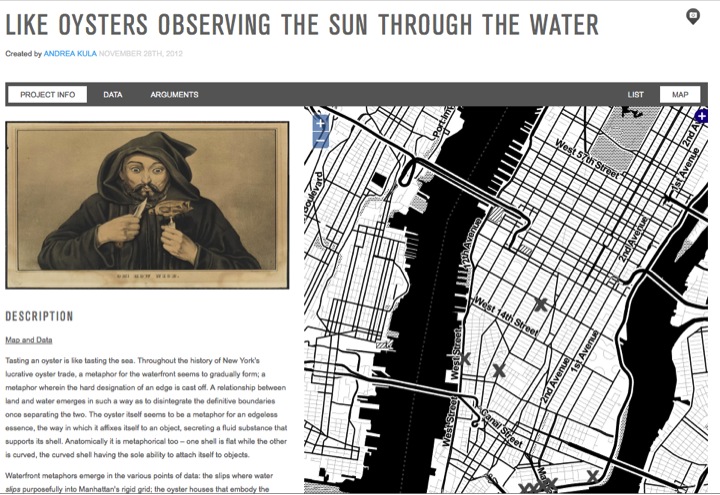 LIKE OYSTERS OBSERVING THE SUN THROUGH THE WATER
Created by ANDREA KULA NOVEMBER 28TH, 2012
PROJECT INFO DATA ARGUMENTS LIST MAP
DESCRIPTION
Map and Data
Tasting an oyster is like tasting the sea. Throughout the history of New York's
lucrative oyster trade, a metaphor for the waterfront seems to gradually form; a
metaphor wherein the hard designation of an edge is cast off. A relationship between
land and water emerges in such a way as to disintegrate the definitive boundaries
once separating the two. The oyster itself seems to be a metaphor for an edgeless
essence, the way in which it affixes itself to an object, secreting a fluid substance that
supports its shell. Anatomically it is metaphorical too – one shell is flat while the other
is curved, the curved shell having the sole ability to attach itself to objects.
Waterfront metaphors emerge in the various points of data: the slips where water
slips purposefully into Manhattan's rigid grid; the oyster houses that embody the
+
West 57th Street
2nd A
1st Avenue
2nd Avenue
West 14th Street
West Street
2nd Avenue
1st Avenue
West Street
Canal Street